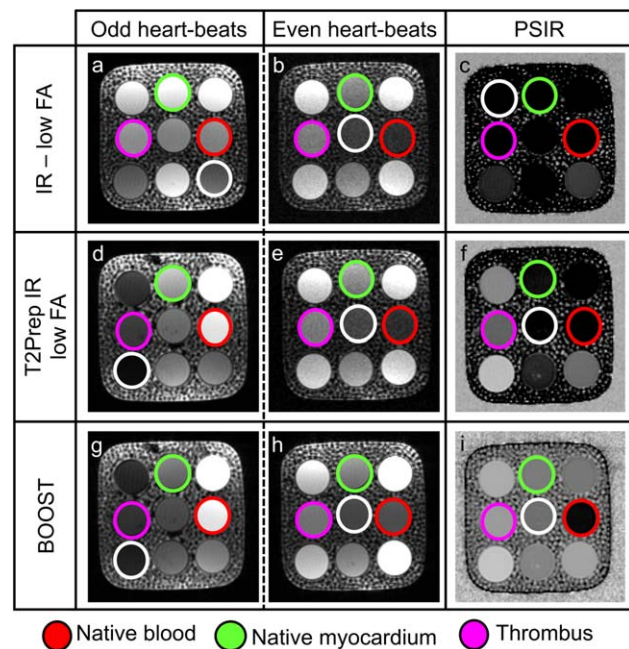 Odd heart-beats Even heart-beats PSIR
IR – low FA
a b c
T2Prep IR
low FA
d e f
BOOST
g h i
Native blood Native myocardium Thrombus